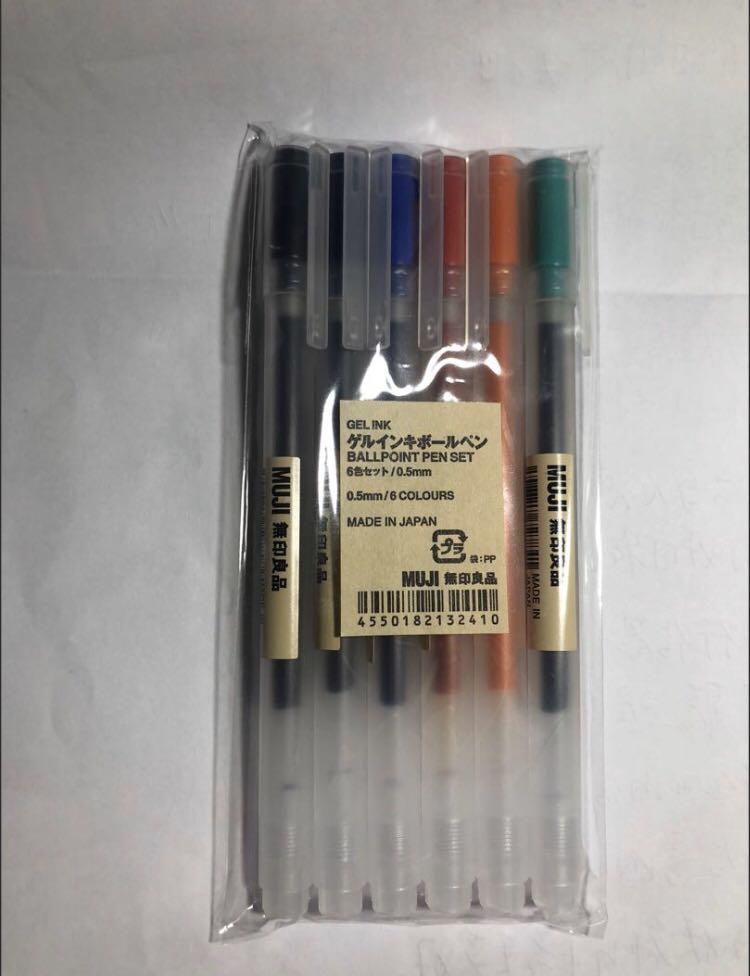 GEL INK
ゲルインキボールペン
BALLPOINT PEN SET
6色セット/0.5mm
0.5mm/6 COLOURS
MADE IN JAPAN
プラ
袋:PP
MUJI 無印良品
4550182132410
MUJI 無印良品
MUJI 無印良品
MADE IN
JAPAN